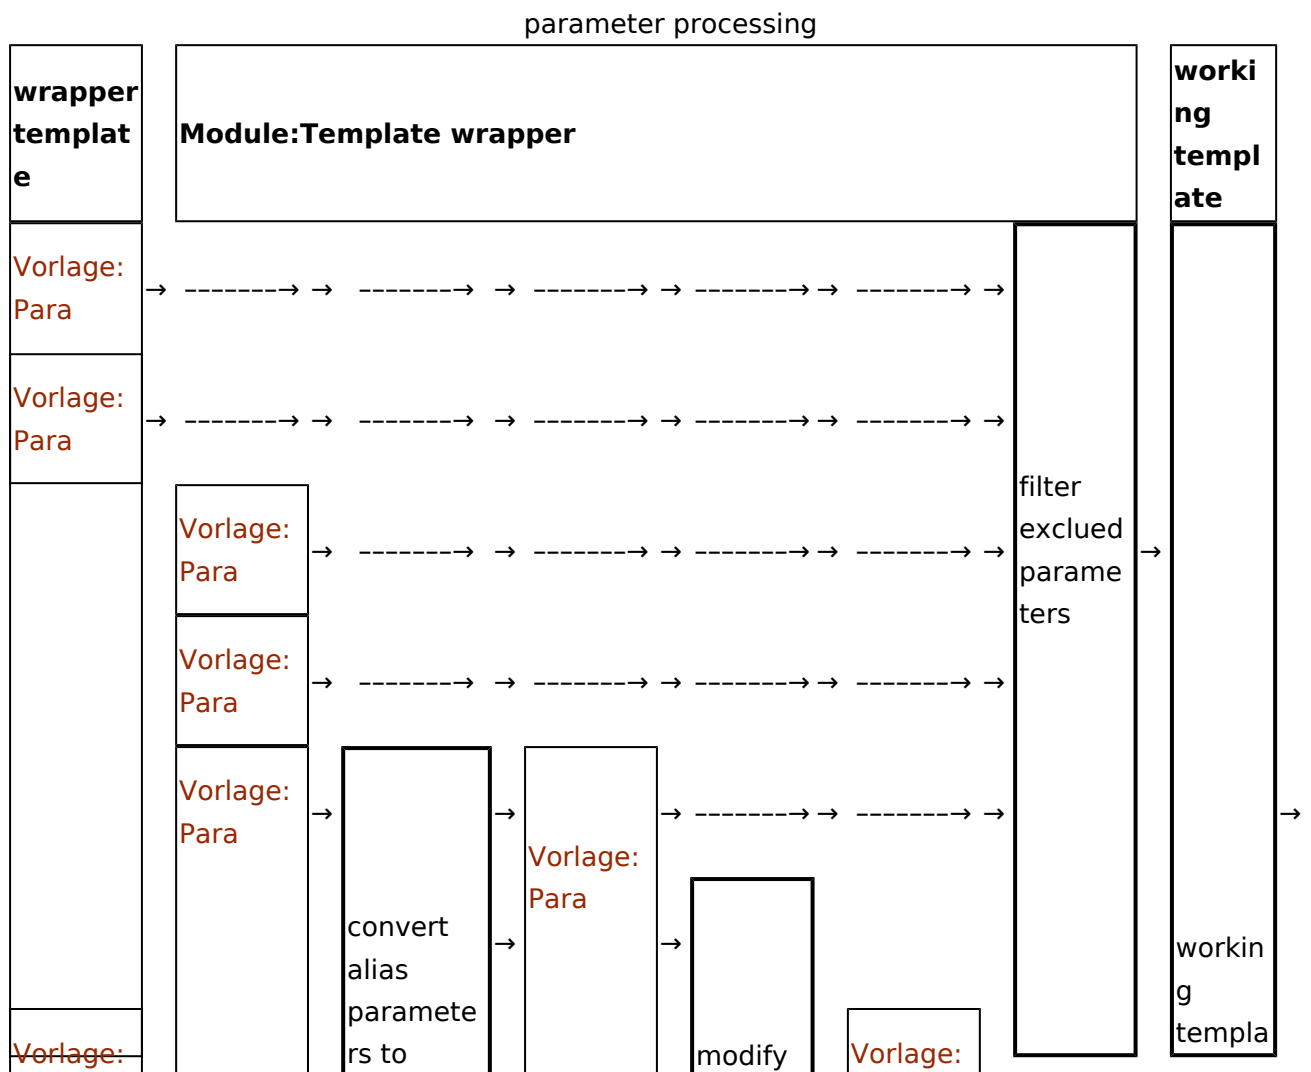 parameter processing
wrapper
templat
e
Module:Template wrapper
worki
ng
templ
ate
Vorlage:
Para
→ -------→ → -------→ → -------→ → -------→ → -------→ →
Vorlage:
Para
→ -------→ → -------→ → -------→ → -------→ → -------→ →
Vorlage:
Para
→ -------→ → -------→ → -------→ → -------→ →
Vorlage:
Para
→ -------→ → -------→ → -------→ → -------→ →
Vorlage:
Para
→
convert
alias
paramete
rs to
→
→
Vorlage:
Para
→ -------→ → -------→ →
→
modify
Vorlage:
filter
exclued
parame
ters
→
workin
g
templa
→
Vorlage: